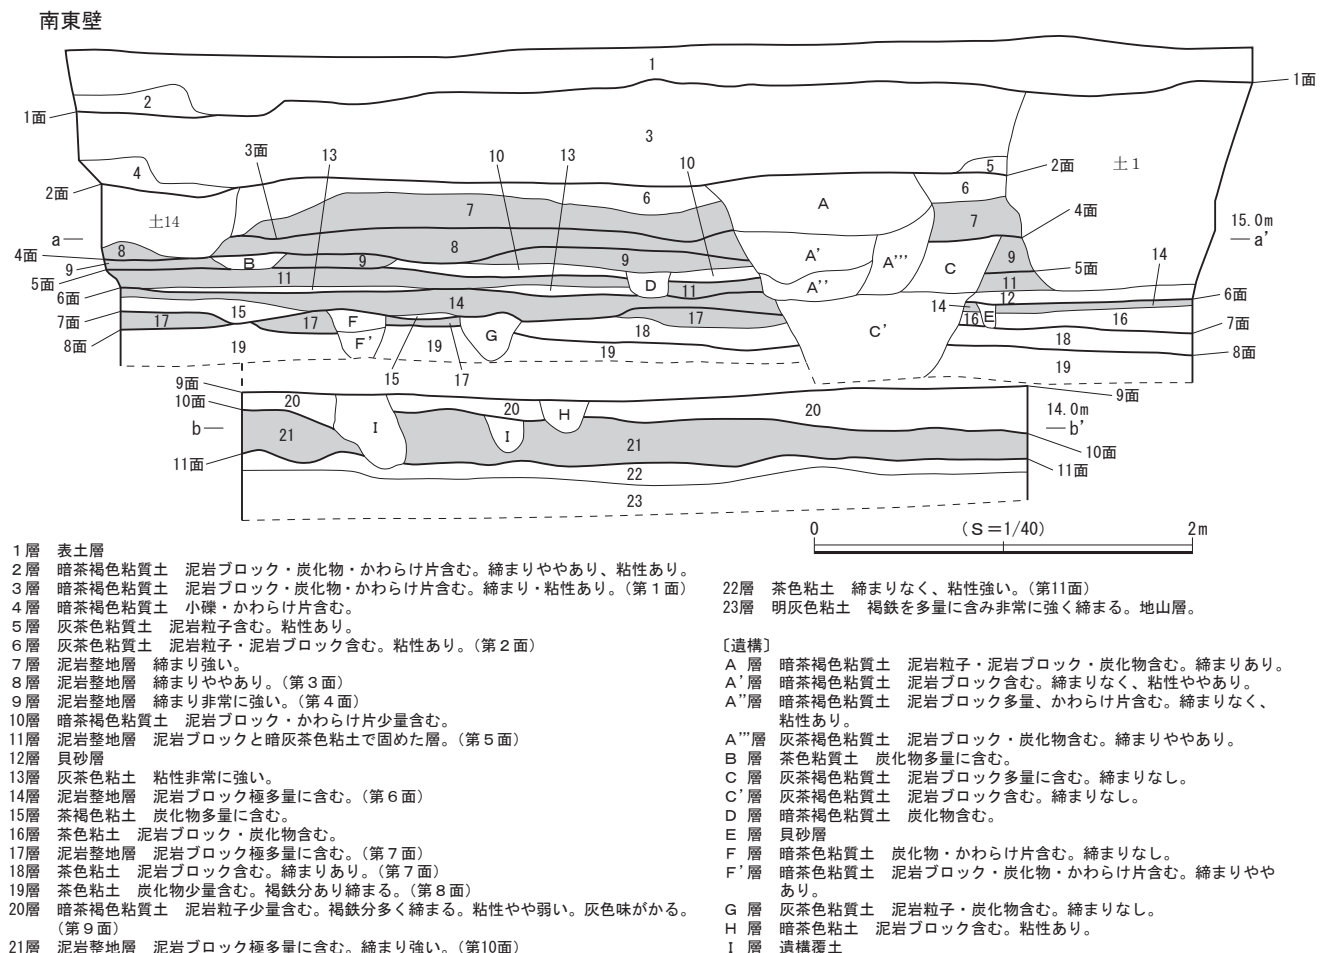 南東壁
1
1面
1面
2
3
3面
13
10
13
10
4
5
2面
土1
2面
6
6
土14
7
A
7
4面
15.0m
a
a'
8
8
4面
9
B
9
9
A'
A'''
C
9
5面
14
5面
11
D
11
A''
11
6面
12
6面
14
14
7面
15
17
17
F
G
18
17
C'
16
E
16
7面
8面
19
F'
19
19
18
8面
15
17
19
9面
9面
10面
20
20
H
20
14.0m
b
b'
21
I
I
21
10面
11面
11面
22
23
0
(S=1/40)
2m
1層 表土層
2層 暗茶褐色粘質土 泥岩ブロック・炭化物・かわらけ片含む。締まりややあり、粘性あり。
3層 暗茶褐色粘質土 泥岩ブロック・炭化物・かわらけ片含む。締まり・粘性あり。(第1面)
4層 暗茶褐色粘質土 小礫・かわらけ片含む。
5層 灰茶色粘質土 泥岩粒子含む。粘性あり。
6層 灰茶色粘質土 泥岩粒子・泥岩ブロック含む。粘性あり。(第2面)
7層 泥岩整地層 締まり強い。
8層 泥岩整地層 締まりややあり。(第3面)
9層 泥岩整地層 締まり非常に強い。(第4面)
10層 暗茶褐色粘質土 泥岩ブロック・かわらけ片少量含む。
11層 泥岩整地層 泥岩ブロックと暗灰茶色粘土で固めた層。(第5面)
12層 貝砂層
13層 灰茶色粘土 粘性非常に強い。
14層 泥岩整地層 泥岩ブロック極多量に含む。(第6面)
15層 茶褐色粘土 炭化物多量に含む。
16層 茶色粘土 泥岩ブロック・炭化物含む。
17層 泥岩整地層 泥岩ブロック極多量に含む。(第7面)
18層 茶色粘土 泥岩ブロック含む。締まりあり。(第7面)
19層 茶色粘土 炭化物少量含む。褐鉄分あり締まる。(第8面)
20層 暗茶褐色粘質土 泥岩粒子少量含む。褐鉄分多く締まる。粘性やや弱い。灰色味がかる。
(第9面)
21層 泥岩整地層 泥岩ブロック極多量に含む。締まり強い。(第10面)
22層 茶色粘土 締まりなく、粘性強い。(第11面)
23層 明灰色粘土 褐鉄を多量に含み非常に強く締まる。地山層。
〔遺構〕
A 層 暗茶褐色粘質土 泥岩粒子・泥岩ブロック・炭化物含む。締まりあり。
A'層 暗茶褐色粘質土 泥岩ブロック含む。締まりなく、粘性ややあり。
A''層 暗茶褐色粘質土 泥岩ブロック多量、かわらけ片含む。締まりなく、
粘性あり。
A'''層 灰茶褐色粘質土 泥岩ブロック・炭化物含む。締まりややあり。
B 層 茶色粘質土 炭化物多量に含む。
C 層 灰茶褐色粘質土 泥岩ブロック多量に含む。締まりなし。
C'層 灰茶褐色粘質土 泥岩ブロック含む。締まりなし。
D 層 暗茶褐色粘質土 炭化物含む。
E 層 貝砂層
F 層 暗茶色粘質土 炭化物・かわらけ片含む。締まりなし。
F'層 暗茶色粘質土 泥岩ブロック・炭化物・かわらけ片含む。締まりやや
あり。
G 層 灰茶色粘質土 泥岩粒子・炭化物含む。締まりなし。
H 層 暗茶色粘土 泥岩ブロック含む。粘性あり。
I 層 遺構覆土